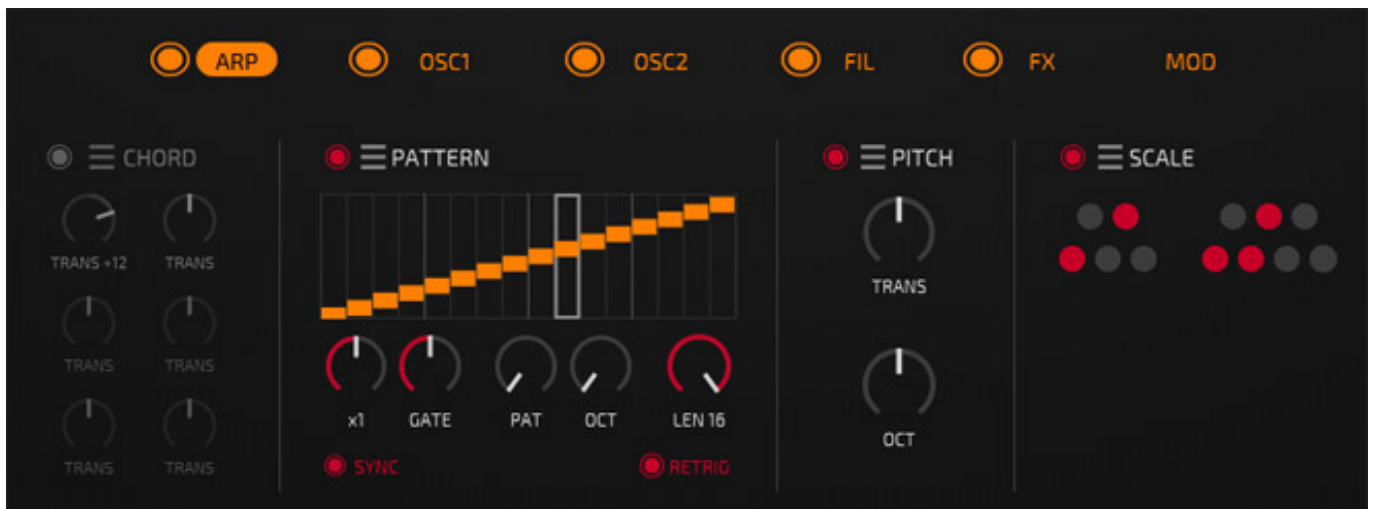 ARP OSC1 OSC2 FIL FX MOD
CHORD PATTERN PITCH SCALE
TRANS +12 TRANS
TRANS
TRANS TRANS
x1 GATE PAT OCT LEN 16
OCT
TRANS TRANS
SYNC RETRIG